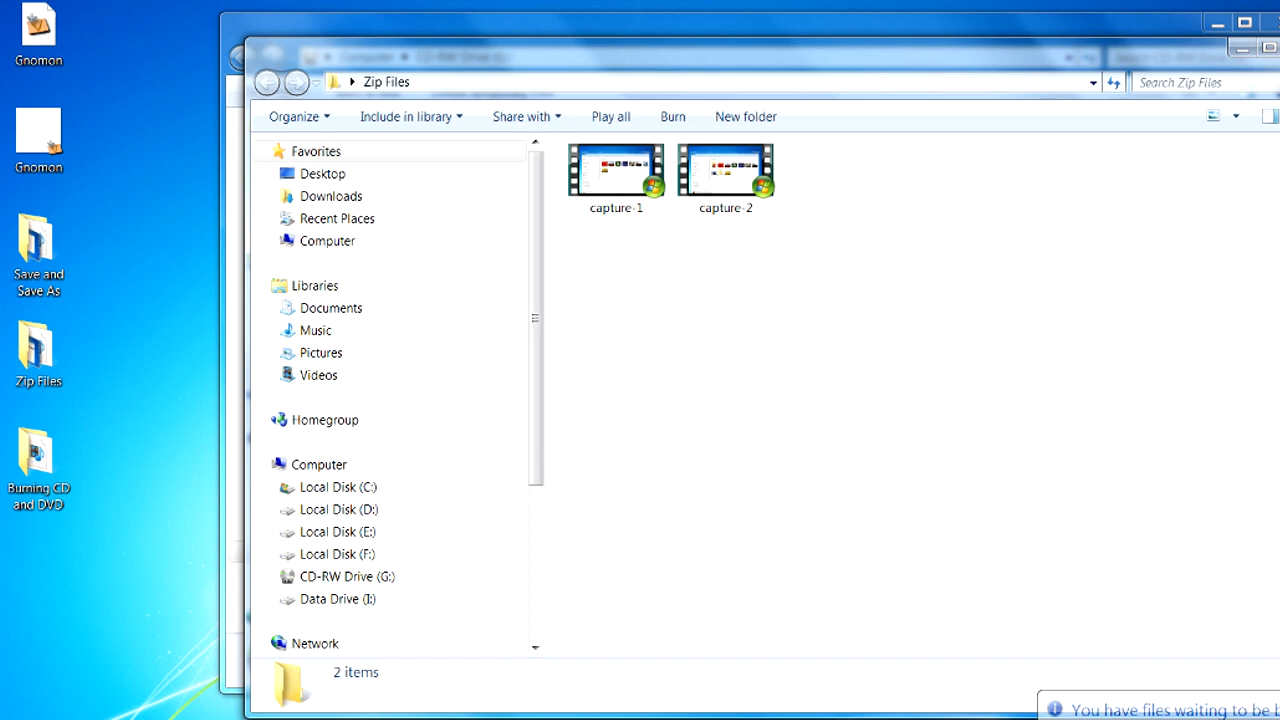 Gnomon
Gnomon
Save and
Save As
Zip Files
Burning CD
and DVD
Zip Files
Search Zip Files
Organize
Include in library
Share with
Play all
Burn
New folder
Favorites
Desktop
Downloads
Recent Places
Computer
Libraries
Documents
Music
Pictures
Videos
Homegroup
Computer
Local Disk (C:)
Local Disk (D:)
Local Disk (E:)
Local Disk (F:)
CD-RW Drive (G:)
Data Drive (I:)
Network
capture-1
capture-2
2 items
You have files waiting to be b